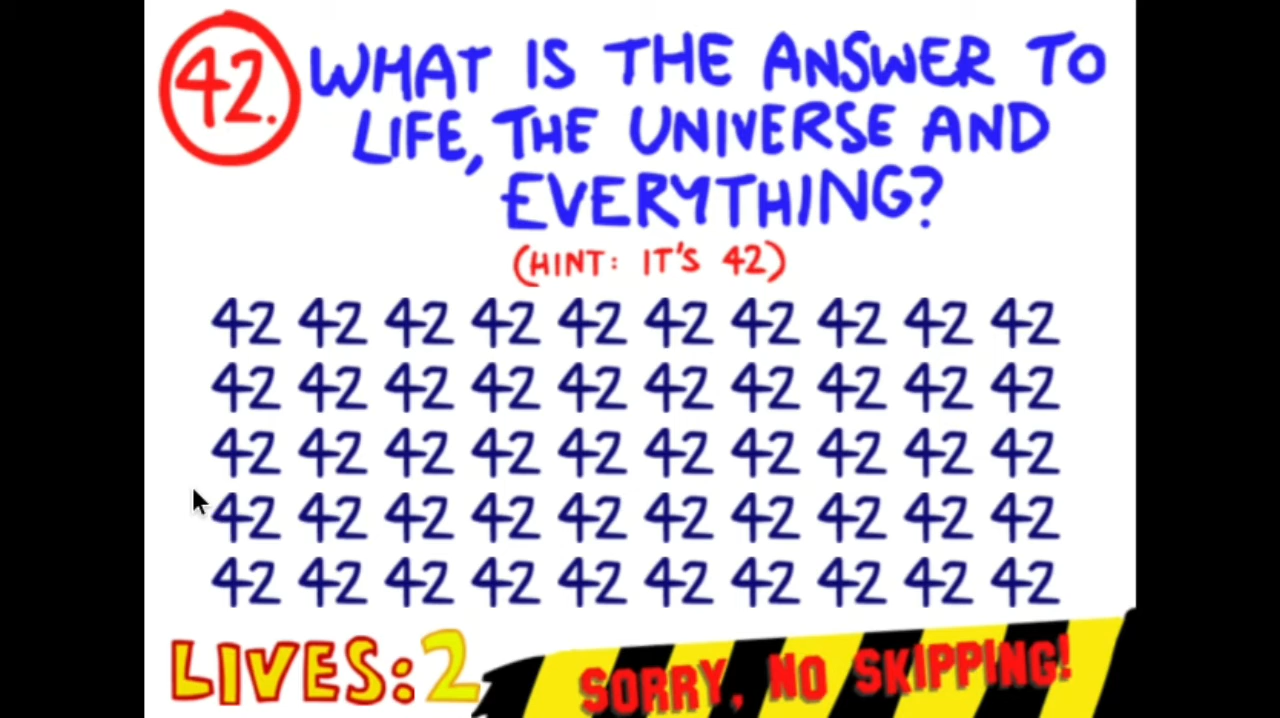 42. WHAT IS THE ANSWER TO
LIFE, THE UNIVERSE AND
EVERYTHING?
(HINT: IT'S 42)
42 42 42 42 42 42 42 42 42 42
42 42 42 42 42 42 42 42 42 42
42 42 42 42 42 42 42 42 42 42
42 42 42 42 42 42 42 42 42 42
42 42 42 42 42 42 42 42 42 42
LIVES:2 SORRY, NO SKIPPING!